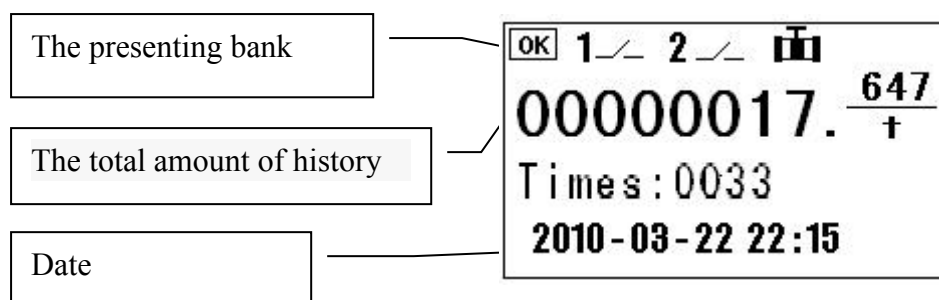 The presenting bank
The total amount of history
Date
OK 1 2
00000017. 647
t
Times:0033
2010-03-22 22:15